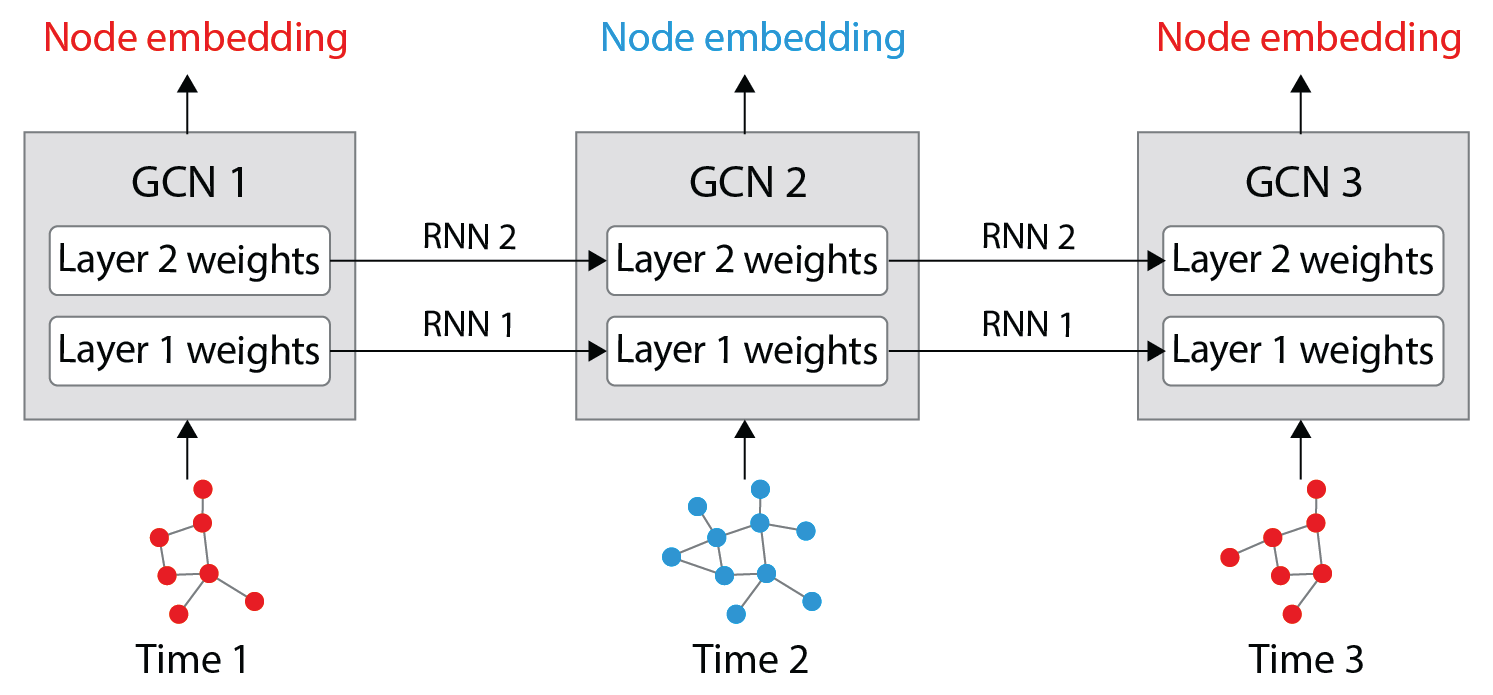 Node embedding
Node embedding
Node embedding
GCN 1
GCN 2
GCN 3
RNN 2
RNN 2
Layer 2 weights
Layer 2 weights
Layer 2 weights
RNN 1
RNN 1
Layer 1 weights
Layer 1 weights
Layer 1 weights
Time 1
Time 2
Time 3